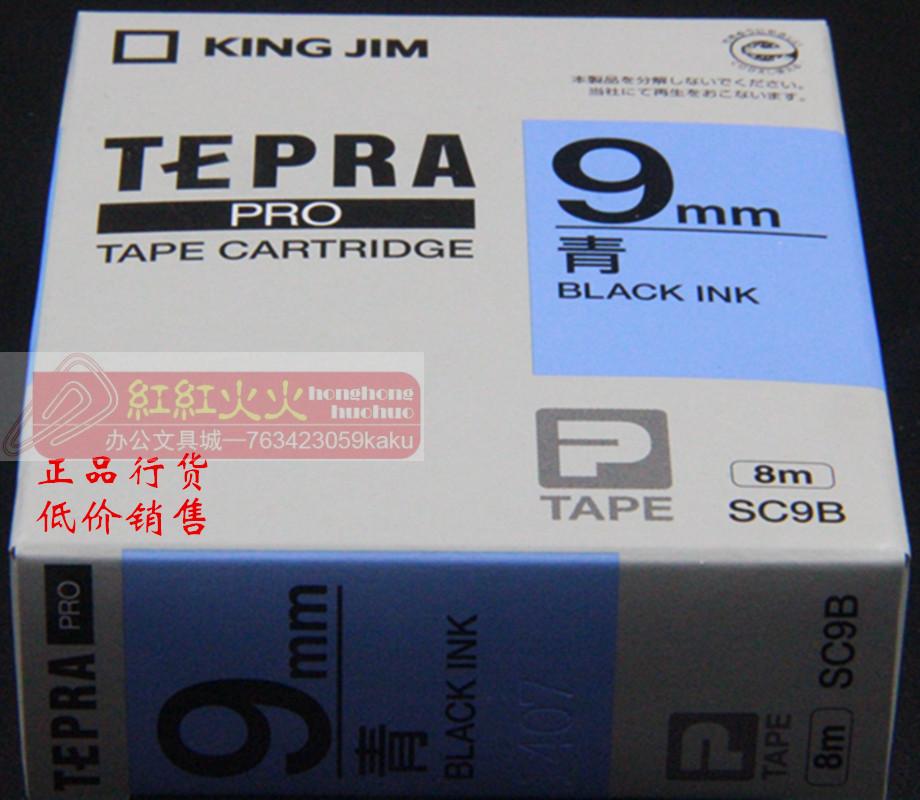 KING JIM
本製品を分解しないでください。
当社にて再生をおこないます。
TEPRA
PRO
TAPE CARTRIDGE
9mm
青
BLACK INK
紅紅火火
honghong
huohuo
办公文具城—763423059kaku
正品行货
低价销售
P
TAPE
8m
SC9B
TEPRA
PRO
9mm
青
BLACK INK
1407
P
TAPE
8m
SC9B